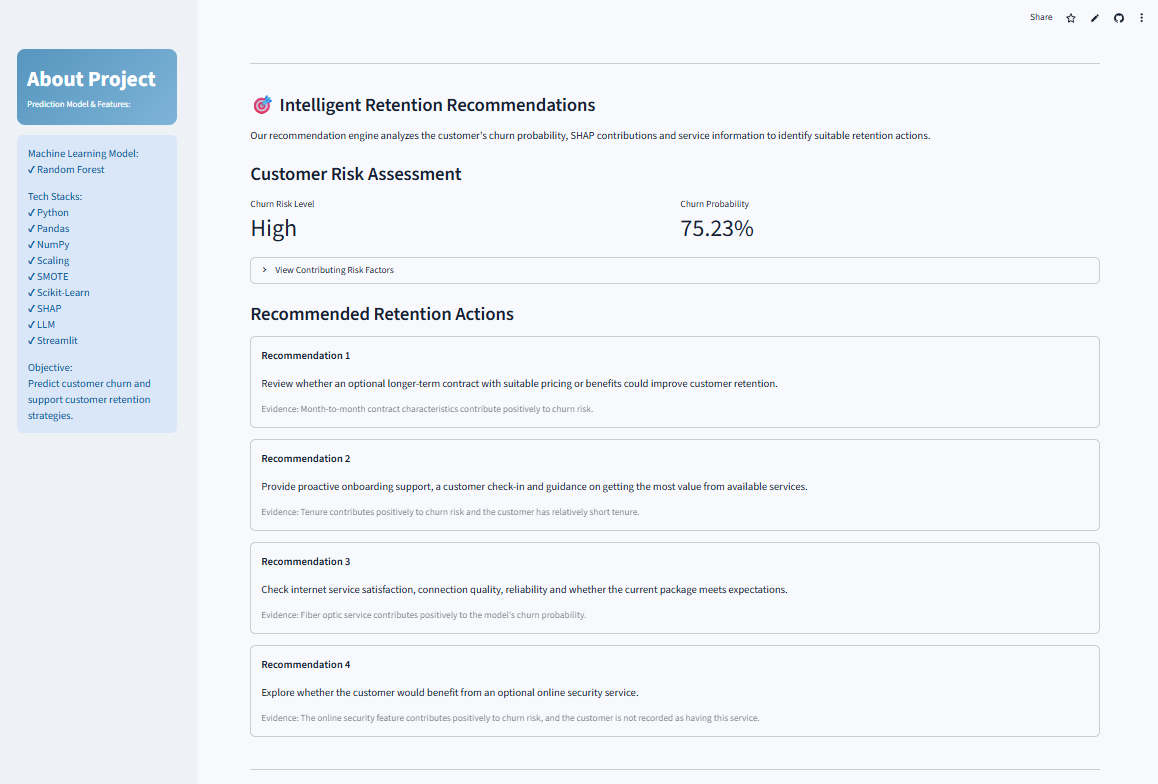 Share
About Project
Prediction Model & Features:
Machine Learning Model:
✓ Random Forest
Tech Stacks:
✓ Python
✓ Pandas
✓ NumPy
✓ Scaling
✓ SMOTE
✓ Scikit-Learn
✓ SHAP
✓ LLM
✓ Streamlit
Objective:
Predict customer churn and
support customer retention
strategies.
Intelligent Retention Recommendations
Our recommendation engine analyzes the customer's churn probability, SHAP contributions and service information to identify suitable retention actions.
Customer Risk Assessment
Churn Risk Level
High
Churn Probability
75.23%
View Contributing Risk Factors
Recommended Retention Actions
Recommendation 1
Review whether an optional longer-term contract with suitable pricing or benefits could improve customer retention.
Evidence: Month-to-month contract characteristics contribute positively to churn risk.
Recommendation 2
Provide proactive onboarding support, a customer check-in and guidance on getting the most value from available services.
Evidence: Tenure contributes positively to churn risk and the customer has relatively short tenure.
Recommendation 3
Check internet service satisfaction, connection quality, reliability and whether the current package meets expectations.
Evidence: Fiber optic service contributes positively to the model's churn probability.
Recommendation 4
Explore whether the customer would benefit from an optional online security service.
Evidence: The online security feature contributes positively to churn risk, and the customer is not recorded as having this service.